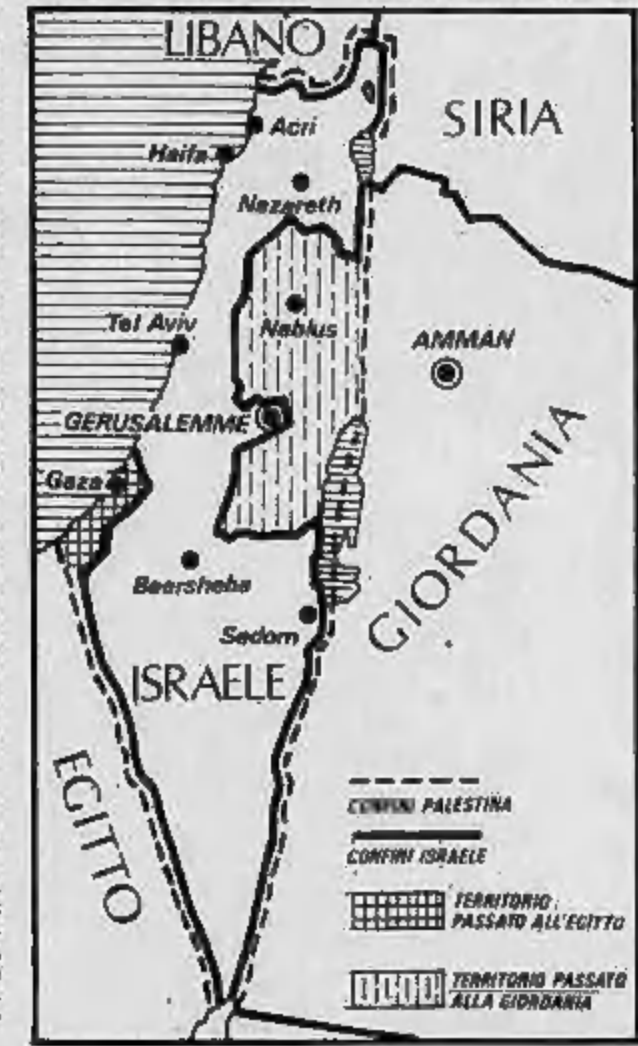 LIBANO
SIRIA
Acri
Haifa
Nazareth
Tel Aviv
Nablus
AMMAN
GERUSALEMME
Gaza
GIORDANIA
Beersheba
Sedom
ISRAELE
EGITTO
CONFINI PALESTINA
CONFINI ISRAELE
TERRITORIO
PASSATO ALL'EGITTO
TERRITORIO PASSATO
ALLA GIORDANIA